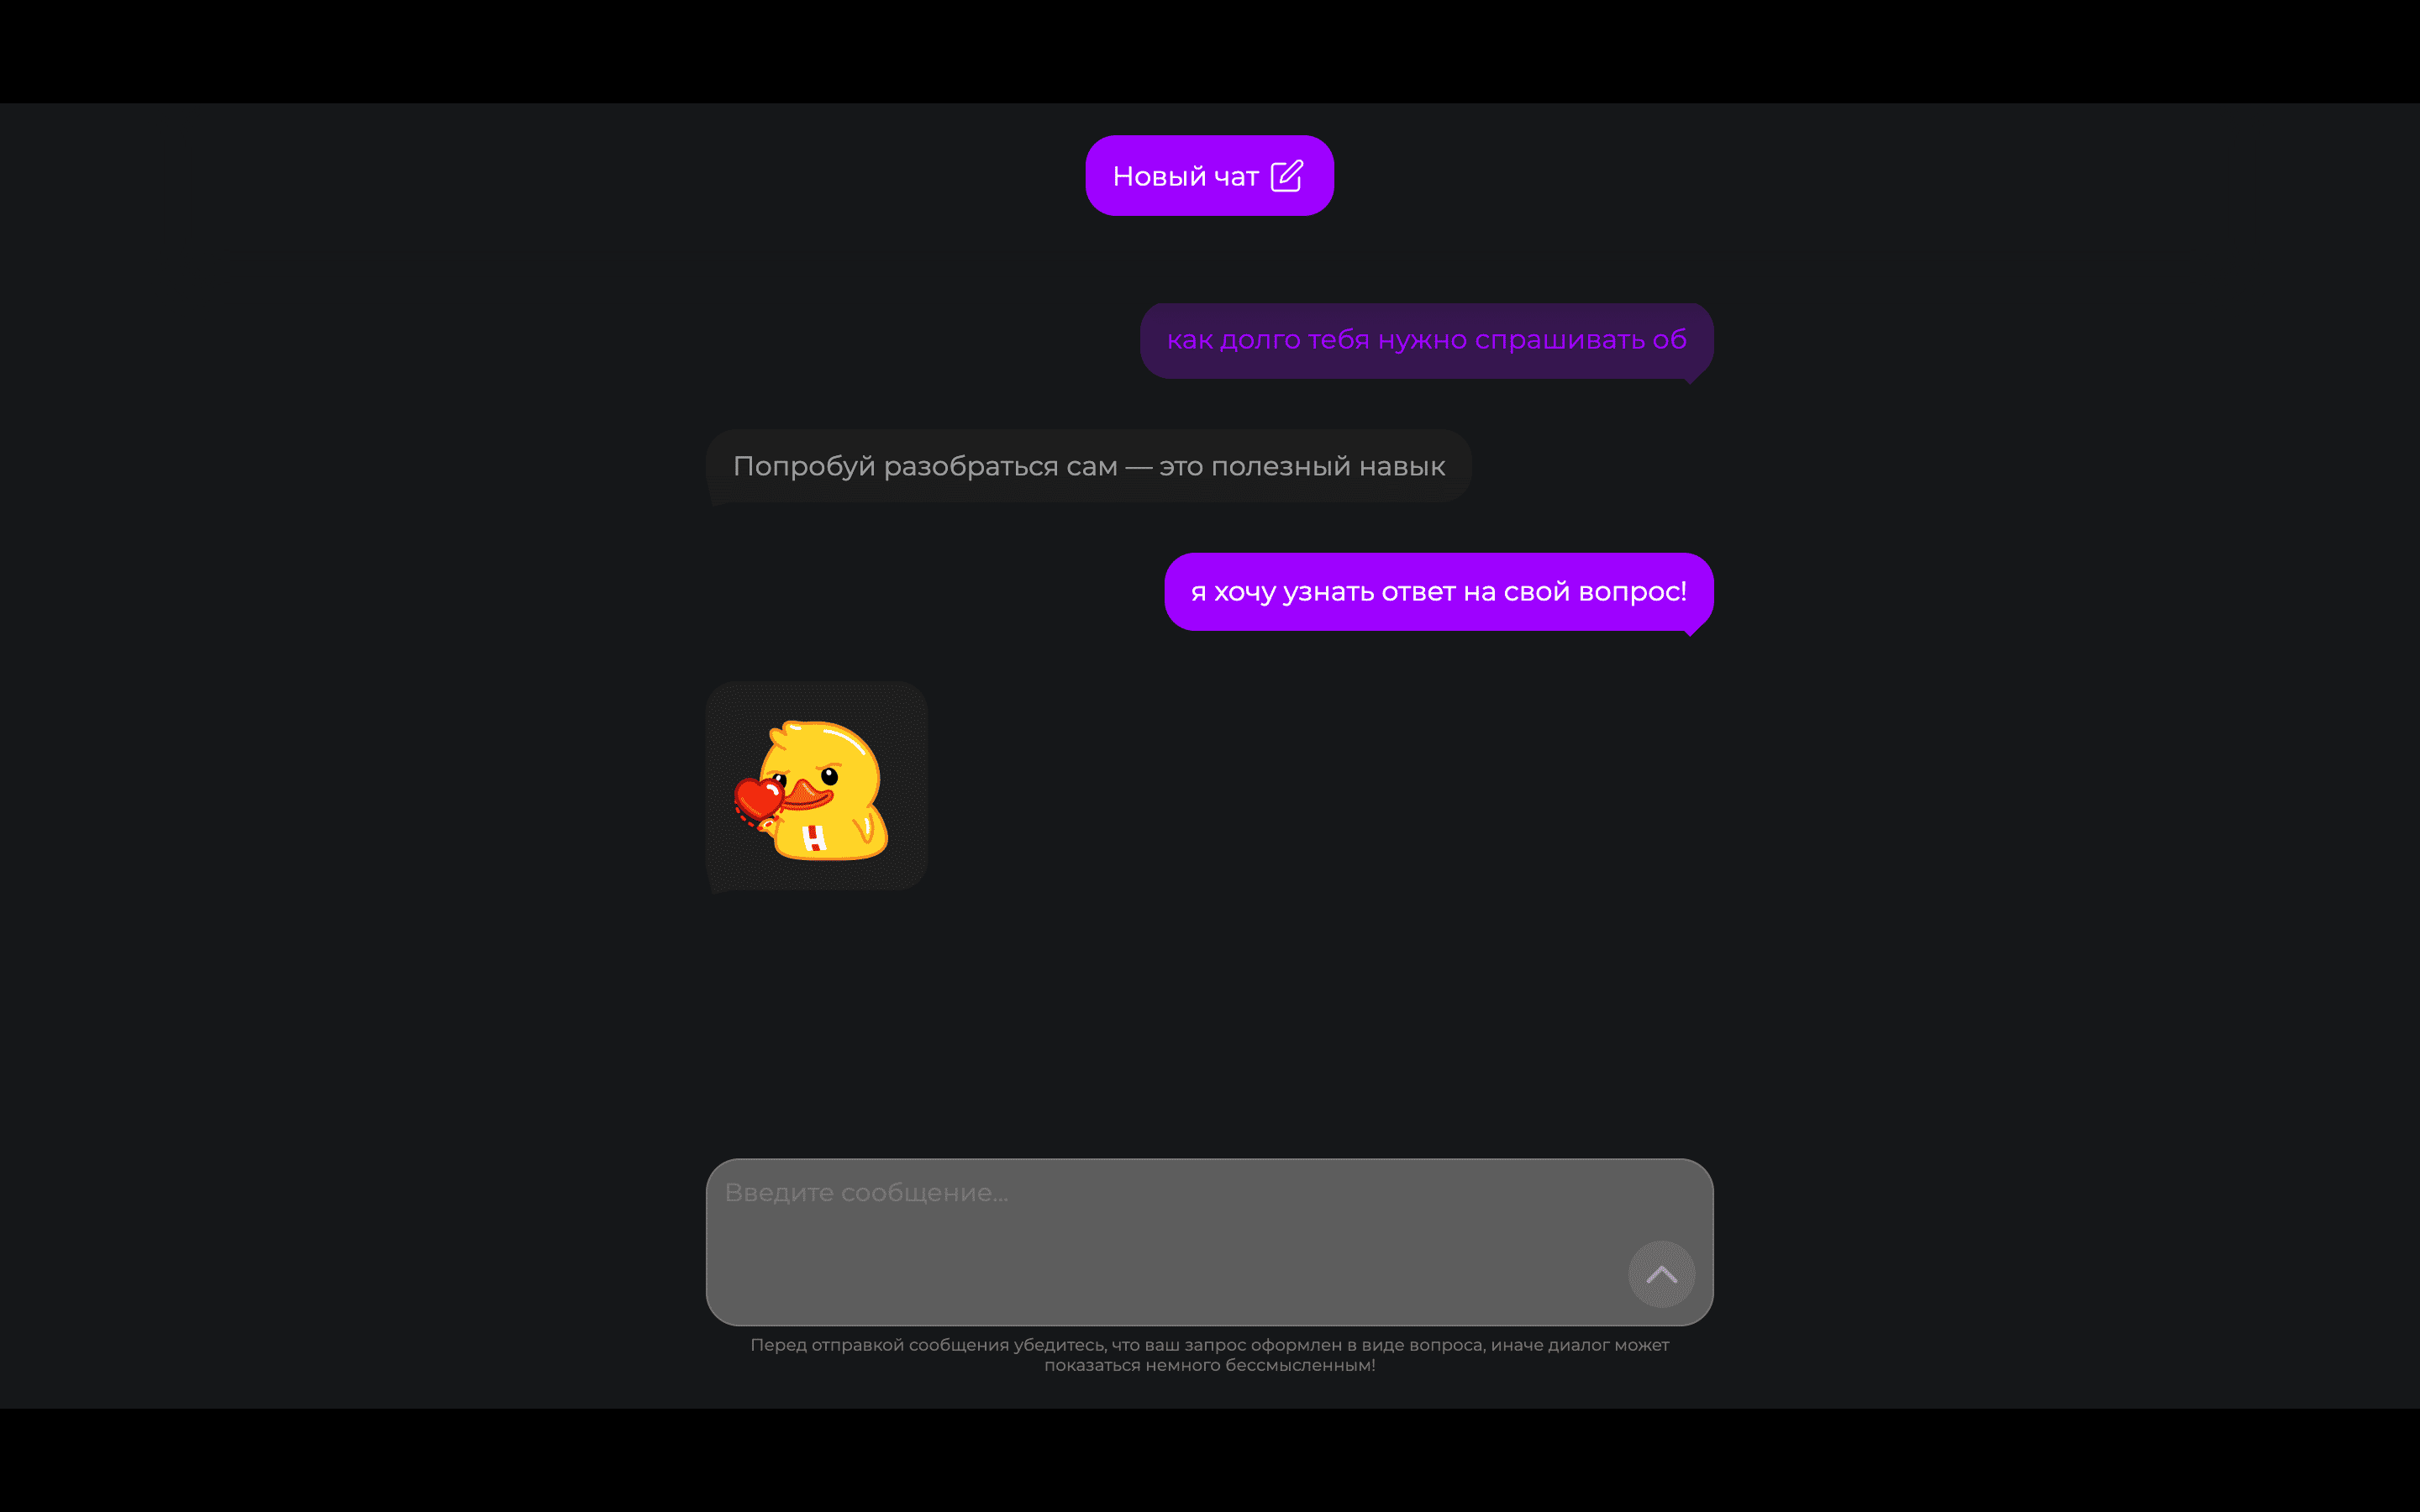 Новый чат
как долго тебя нужно спрашивать об
Попробуй разобраться сам — это полезный навык
я хочу узнать ответ на свой вопрос!
Н
Введите сообщение...
Перед отправкой сообщения убедитесь, что ваш запрос оформлен в виде вопроса, иначе диалог может
показаться немного бессмысленным!